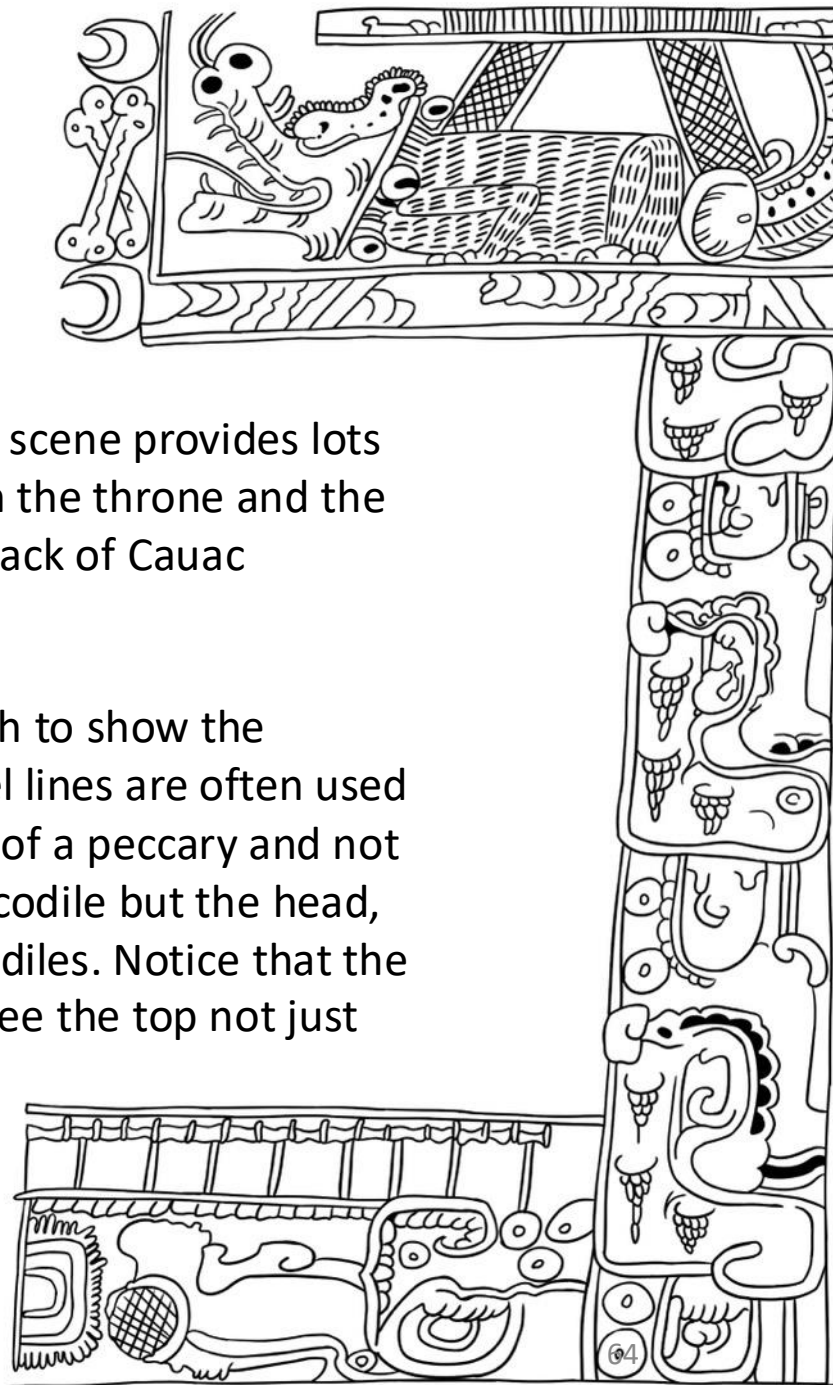 scene provides lots
the throne and the
ack of Cauac
to show the
lines are often used
of a peccary and not
codile but the head,
diles. Notice that the
ee the top not just
64